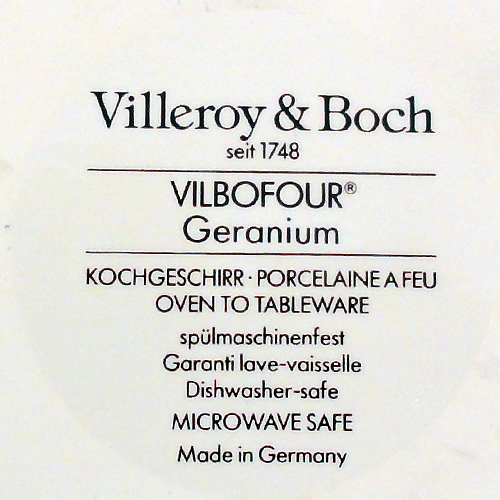 Villeroy & Boch
seit 1748
VILBOFOUR®
Geranium
KOCHGESCHIRR · PORCELAINE A FEU
OVEN TO TABLEWARE
spülmaschinenfest
Garanti lave-vaisselle
Dishwasher-safe
MICROWAVE SAFE
Made in Germany